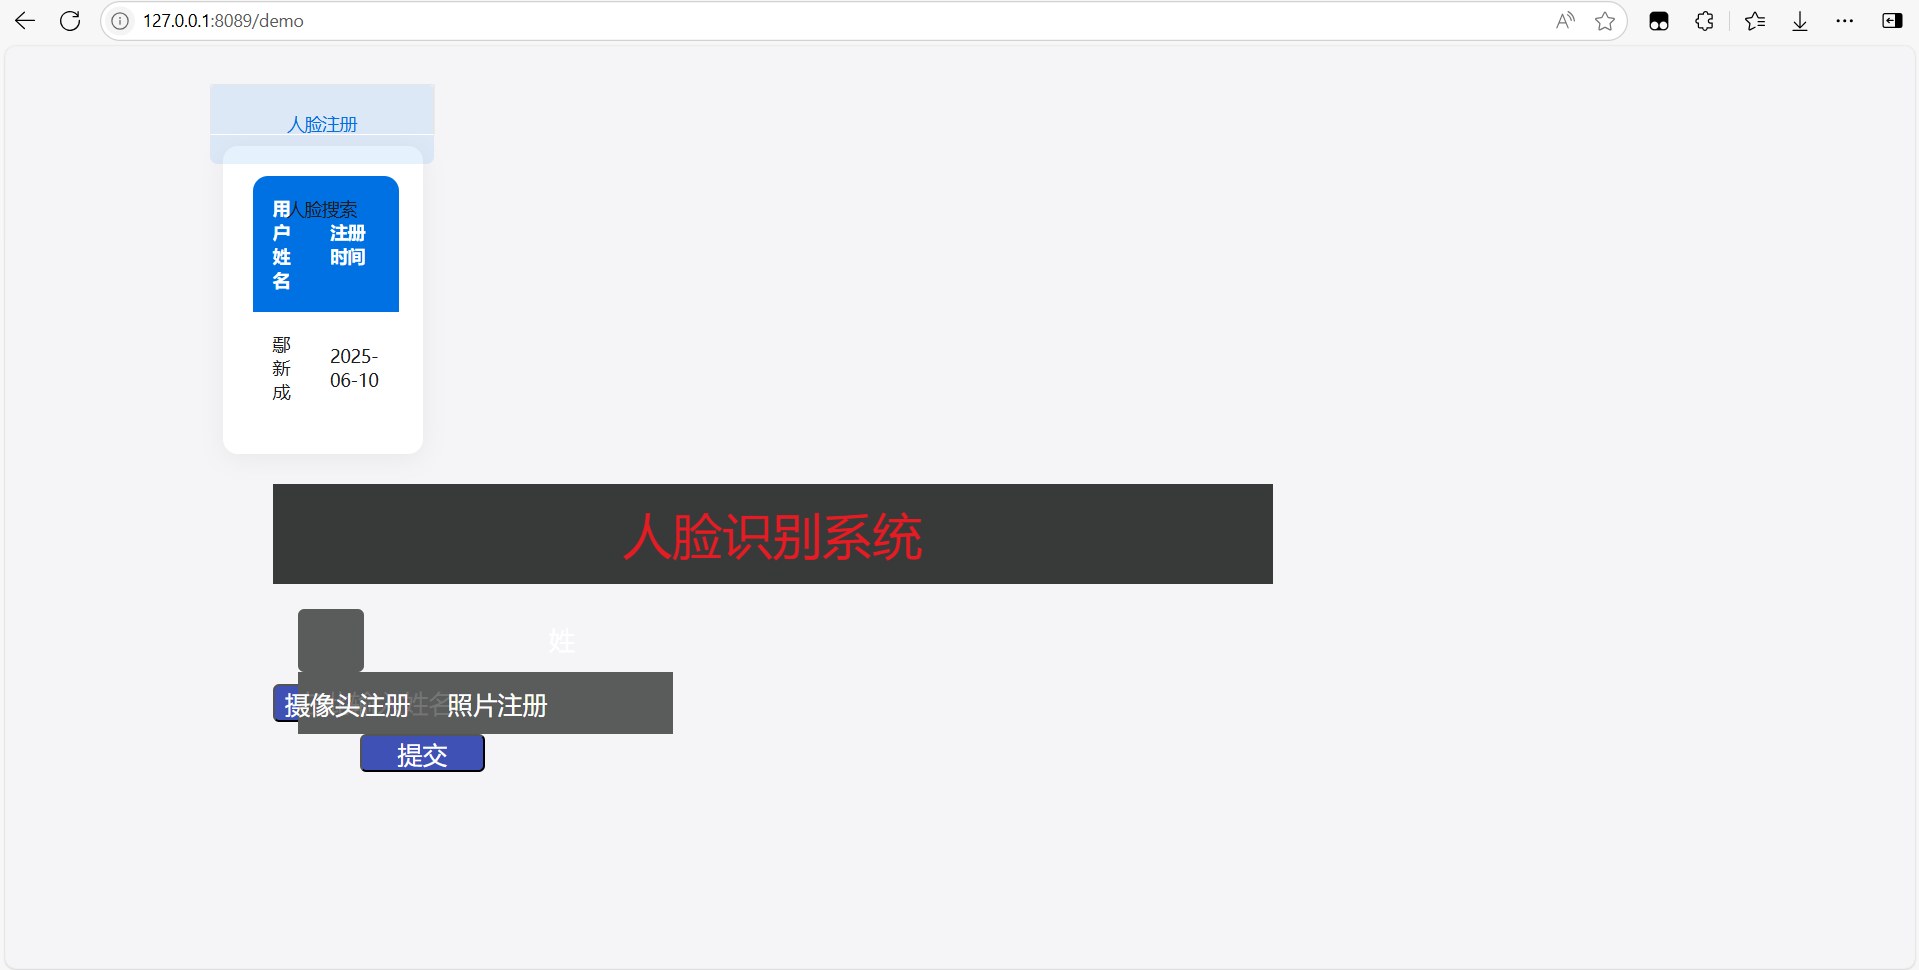 127.0.0.1:8089/demo
人脸注册
人脸搜索
用户姓名
注册时间
鄢新成
2025-06-10
人脸识别系统
姓
摄像头注册
姓名
照片注册
提交